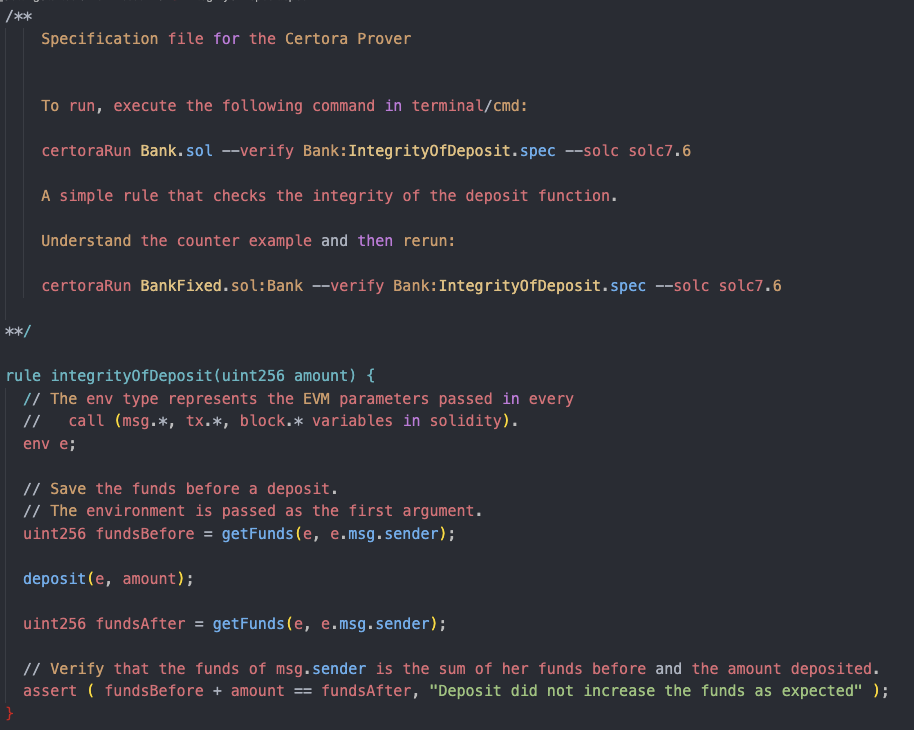 /**
Specification file for the Certora Prover
To run, execute the following command in terminal/cmd:
certoraRun Bank.sol --verify Bank:IntegrityOfDeposit.spec --solc solc7.6
A simple rule that checks the integrity of the deposit function.
Understand the counter example and then rerun:
certoraRun BankFixed.sol:Bank --verify Bank:IntegrityOfDeposit.spec --solc solc7.6
**/
rule integrityOfDeposit(uint256 amount) {
// The env type represents the EVM parameters passed in every
//   call (msg.*, tx.*, block.* variables in solidity).
env e;
// Save the funds before a deposit.
// The environment is passed as the first argument.
uint256 fundsBefore = getFunds(e, e.msg.sender);
deposit(e, amount);
uint256 fundsAfter = getFunds(e, e.msg.sender);
// Verify that the funds of msg.sender is the sum of her funds before and the amount deposited.
assert ( fundsBefore + amount == fundsAfter, "Deposit did not increase the funds as expected" );
}